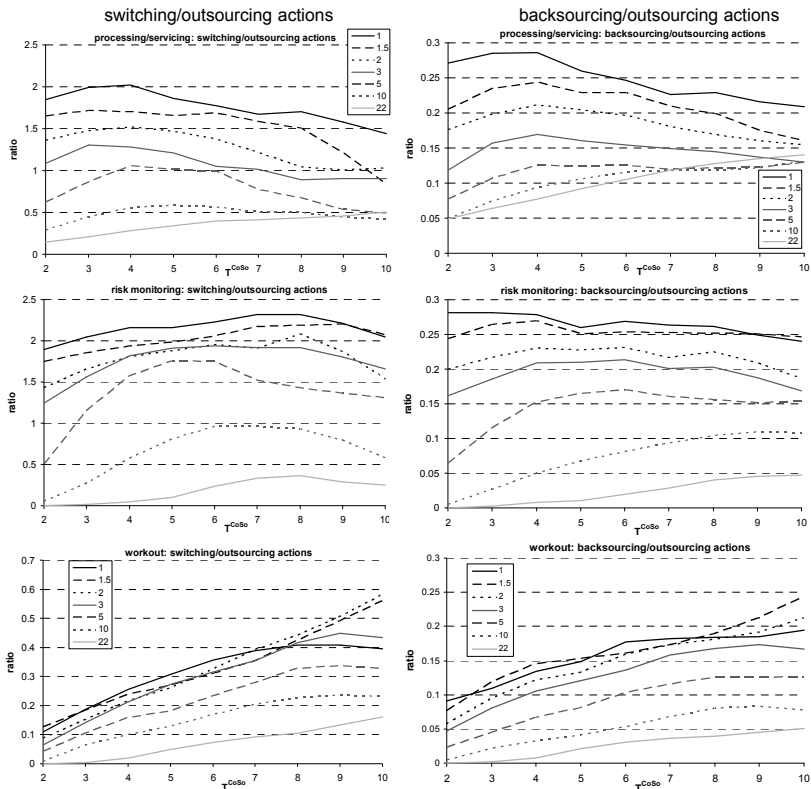 switching/outsourcing actions
backsourcing/outsourcing actions
processing/servicing: switching/outsourcing actions
2.5
2
1.5
1
0.5
0
ratio
2 3 4 5 6 7 8 9 10
T^CoSo
1
1.5
2
3
5
10
22
processing/servicing: backsourcing/outsourcing actions
0.3
0.25
0.2
0.15
0.1
0.05
0
ratio
2 3 4 5 6 7 8 9 10
T^CoSo
1
1.5
2
3
5
10
22
risk monitoring: switching/outsourcing actions
2.5
2
1.5
1
0.5
0
ratio
2 3 4 5 6 7 8 9 10
T^CoSo
risk monitoring: backsourcing/outsourcing actions
0.3
0.25
0.2
0.15
0.1
0.05
0
ratio
2 3 4 5 6 7 8 9 10
T^CoSo
workout: switching/outsourcing actions
0.7
0.6
0.5
0.4
0.3
0.2
0.1
0
ratio
2 3 4 5 6 7 8 9 10
T^CoSo
1
1.5
2
3
5
10
22
workout: backsourcing/outsourcing actions
0.3
0.25
0.2
0.15
0.1
0.05
0
ratio
2 3 4 5 6 7 8 9 10
T^CoSo
1
1.5
2
3
5
10
22